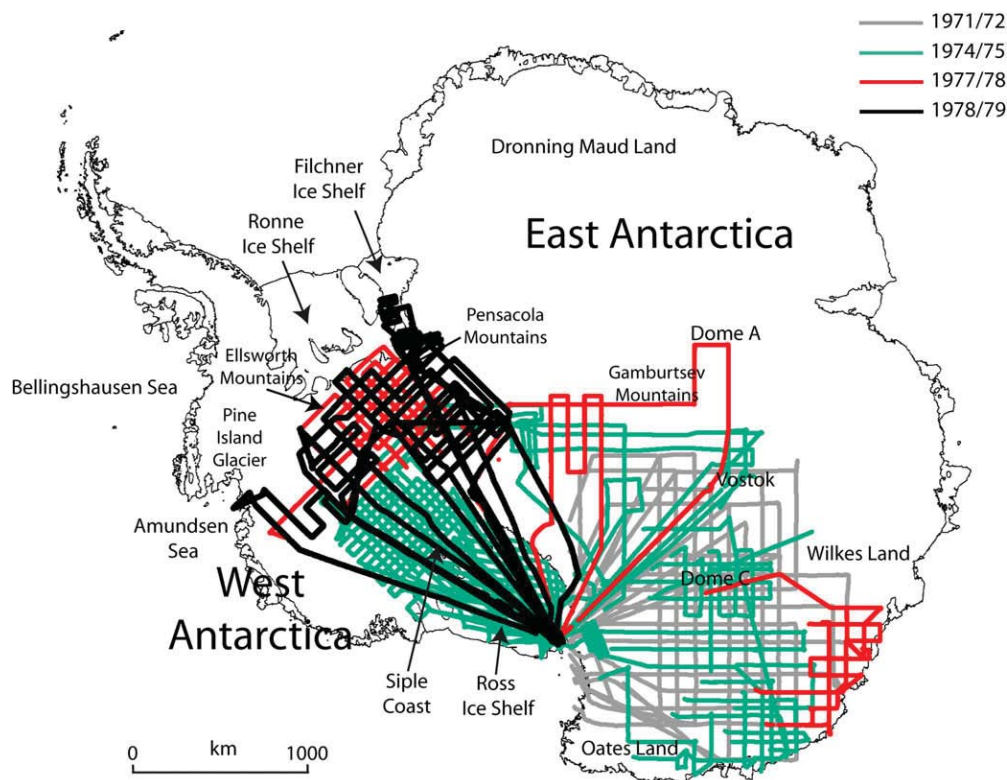 1971/72
1974/75
1977/78
1978/79
Dronning Maud Land
Filchner
Ice Shelf
Ronne
Ice Shelf
East Antarctica
Pensacola
Mountains
Dome A
Ellsworth
Mountains
Gamburtsev
Mountains
Bellingshausen Sea
Pine
Island
Glacier
Vostok
Amundsen
Sea
Wilkes Land
Dome C
West
Antarctica
Siple
Coast
Ross
Ice Shelf
Oates Land
km
0
1000